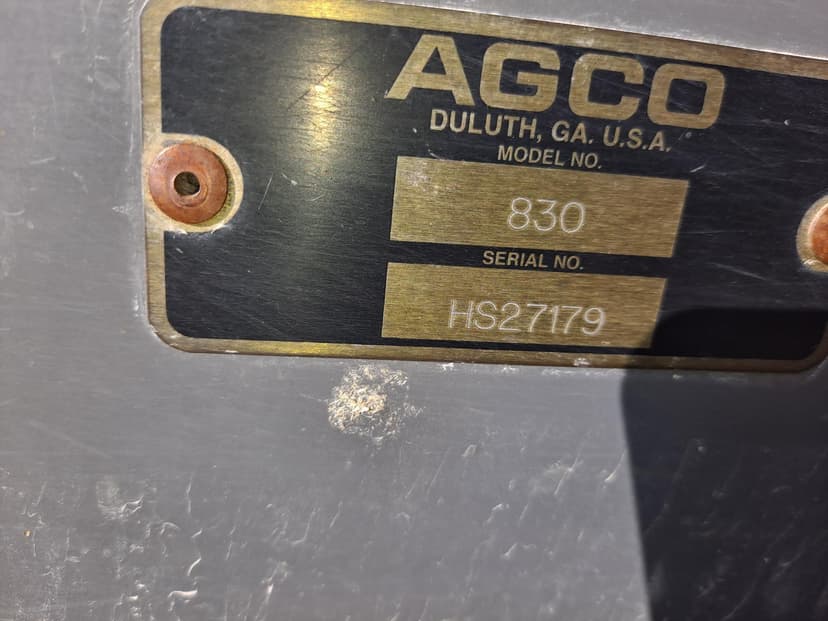 AGCO
DULUTH, GA. U.S.A.
MODEL NO.
830
SERIAL NO.
HS27179